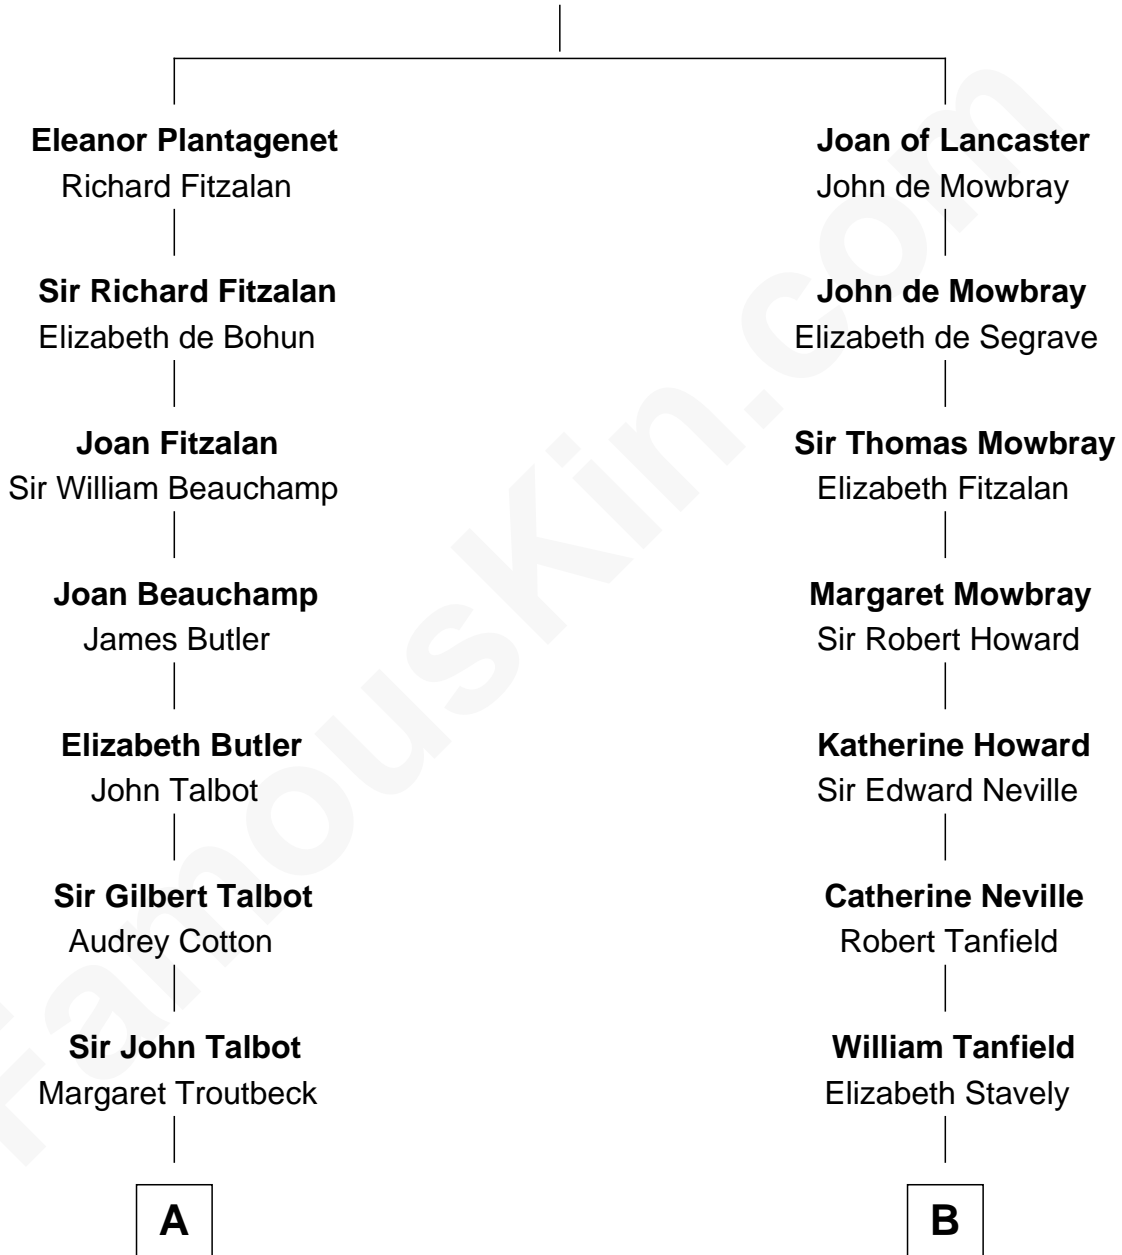 Eleanor Plantagenet
Richard Fitzalan
Sir Richard Fitzalan
Elizabeth de Bohun
Joan Fitzalan
Sir William Beauchamp
Joan Beauchamp
James Butler
Elizabeth Butler
John Talbot
Sir Gilbert Talbot
Audrey Cotton
Sir John Talbot
Margaret Troutbeck
A
Joan of Lancaster
John de Mowbray
John de Mowbray
Elizabeth de Segrave
Sir Thomas Mowbray
Elizabeth Fitzalan
Margaret Mowbray
Sir Robert Howard
Katherine Howard
Sir Edward Neville
Catherine Neville
Robert Tanfield
William Tanfield
Elizabeth Stavely
B
FamousKin.com